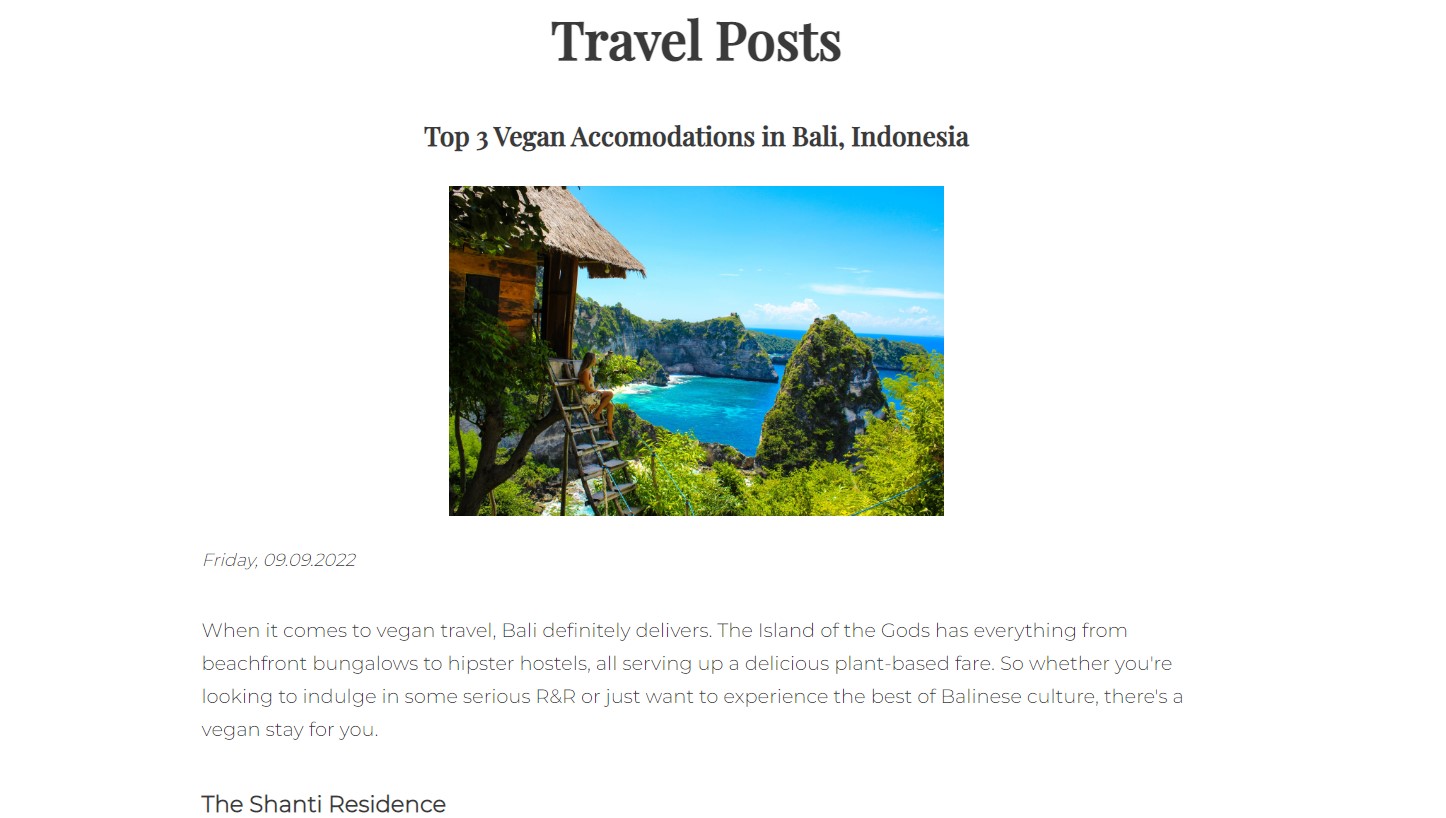 Travel Posts
Top 3 Vegan Accomodations in Bali, Indonesia
Friday, 09.09.2022
When it comes to vegan travel, Bali definitely delivers. The Island of the Gods has everything from
beachfront bungalows to hipster hostels, all serving up a delicious plant-based fare. So whether you're
looking to indulge in some serious R&R or just want to experience the best of Balinese culture, there's a
vegan stay for you.
The Shanti Residence